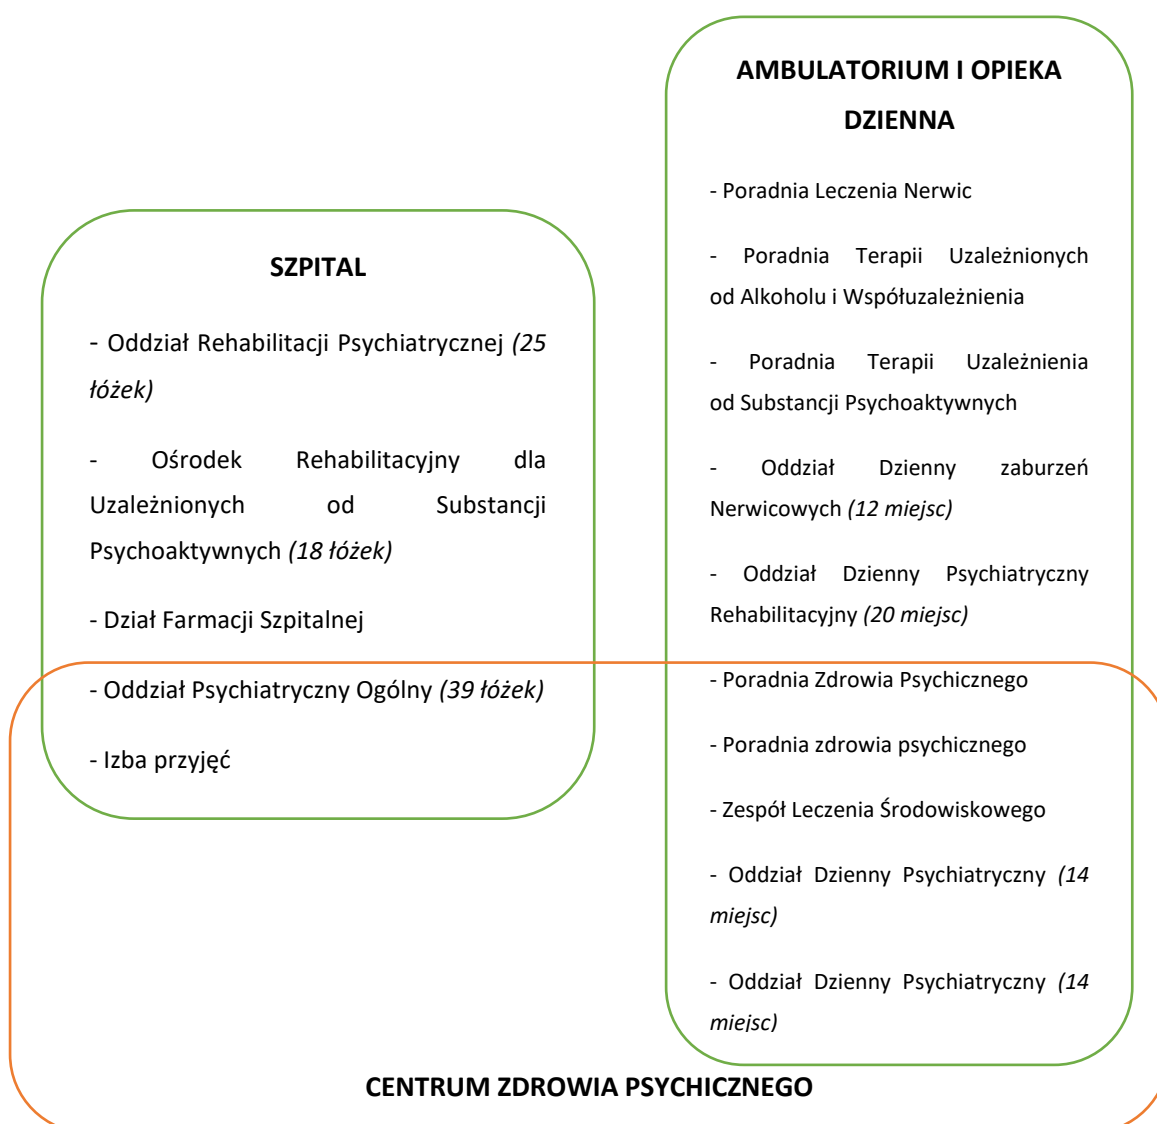 SZPITAL
- Oddział Rehabilitacji Psychiatrycznej (25
łóżek)
- Ośrodek Rehabilitacyjny dla
Uzależnionych od Substancji
Psychoaktywnych (18 łóżek)
- Dział Farmacji Szpitalnej
- Oddział Psychiatryczny Ogólny (39 łóżek)
- Izba przyjęć
AMBULATORIUM I OPIEKA
DZIENNA
- Poradnia Leczenia Nerwic
- Poradnia Terapii Uzależnionych
od Alkoholu i Współuzależnienia
- Poradnia Terapii Uzależnienia
od Substancji Psychoaktywnych
- Oddział Dzienny zaburzeń
Nerwicowych (12 miejsc)
- Oddział Dzienny Psychiatryczny
Rehabilitacyjny (20 miejsc)
- Poradnia Zdrowia Psychicznego
- Poradnia zdrowia psychicznego
- Zespół Leczenia Środowiskowego
- Oddział Dzienny Psychiatryczny (14
miejsc)
- Oddział Dzienny Psychiatryczny (14
miejsc)
CENTRUM ZDROWIA PSYCHICZNEGO